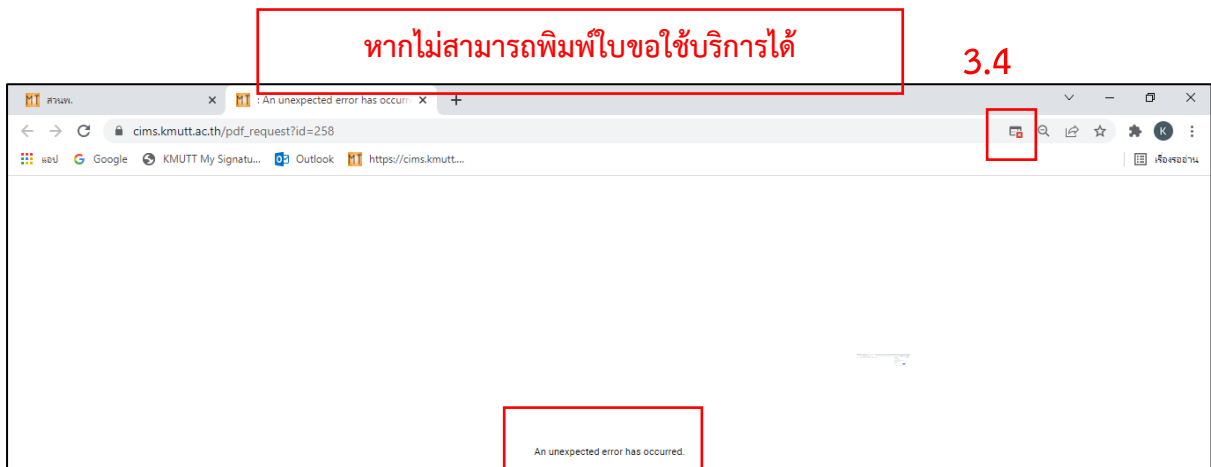 หากไม่สามารถพิมพ์ใบขอใช้บริการได้
3.4
สวนพ.
: An unexpected error has occurr
cims.kmutt.ac.th/pdf_request?id=258
K
แอป Google KMUTT My Signatu... Outlook https://cims.kmutt.... เรื่องรออ่าน
An unexpected error has occurred.